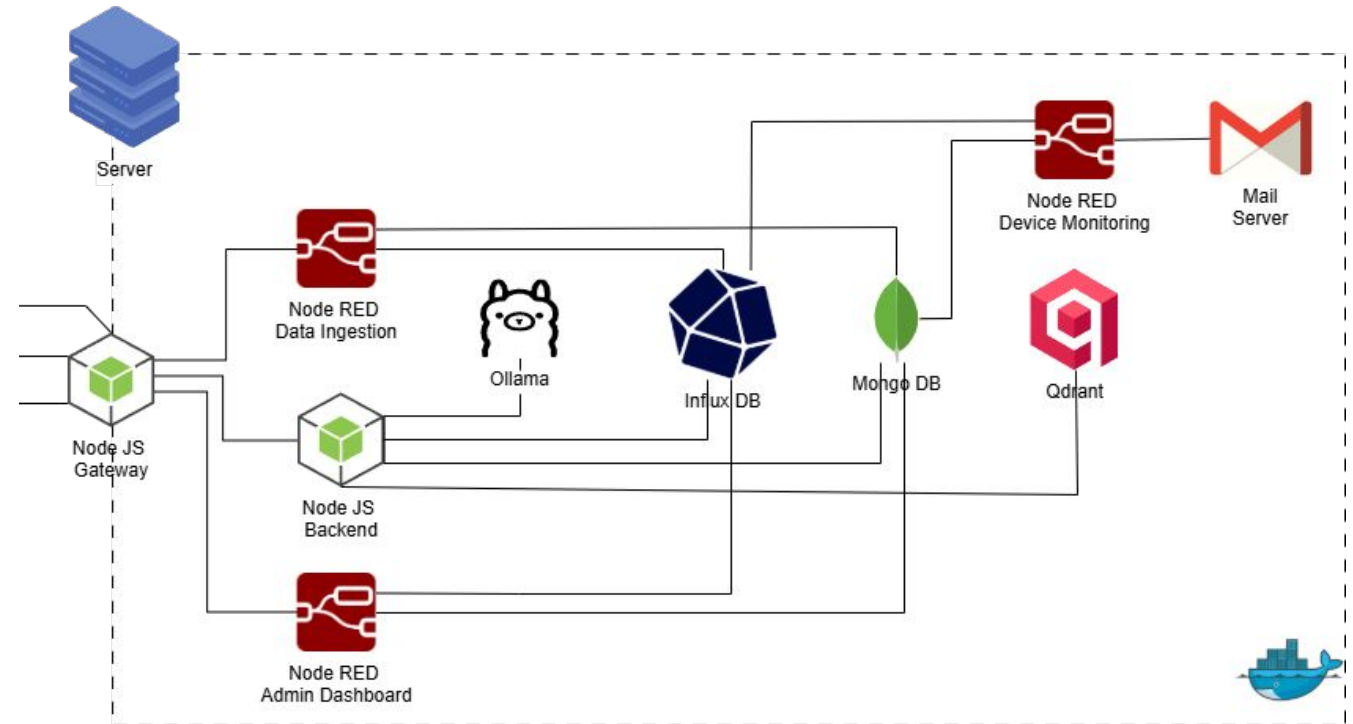 Server
Node RED
Device Monitoring
Mail
Server
Node RED
Data Ingestion
Ollama
Influx DB
Mongo DB
Qdrant
Node JS
Gateway
Node JS
Backend
Node RED
Admin Dashboard